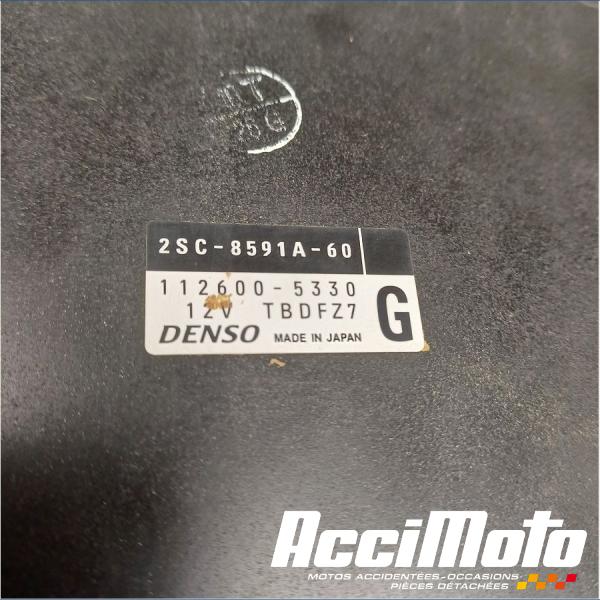 2SC-8591A-60
112600-5330
12V TBDFZ7
DENSO MADE IN JAPAN
G
AcciMoto
MOTOS ACCIDENTÉES-OCCASIONS
PIÈCES DÉTACHÉES